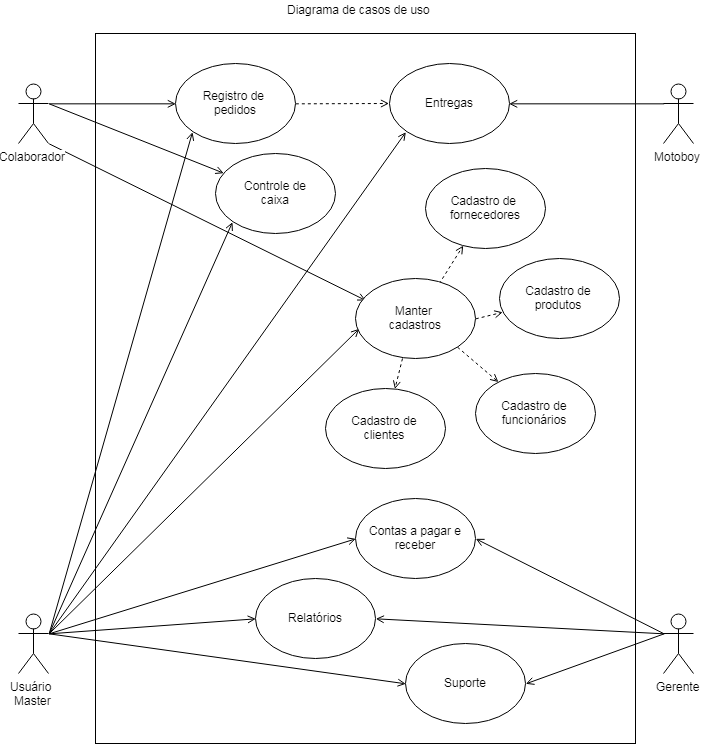 Diagrama de casos de uso
Registro de
pedidos
Entregas
Colaborador
Motoboy
Controle de
caixa
Cadastro de
fornecedores
Cadastro de
produtos
Manter
cadastros
Cadastro de
clientes
Cadastro de
funcionários
Contas a pagar e
receber
Relatórios
Suporte
Usuário
Master
Gerente